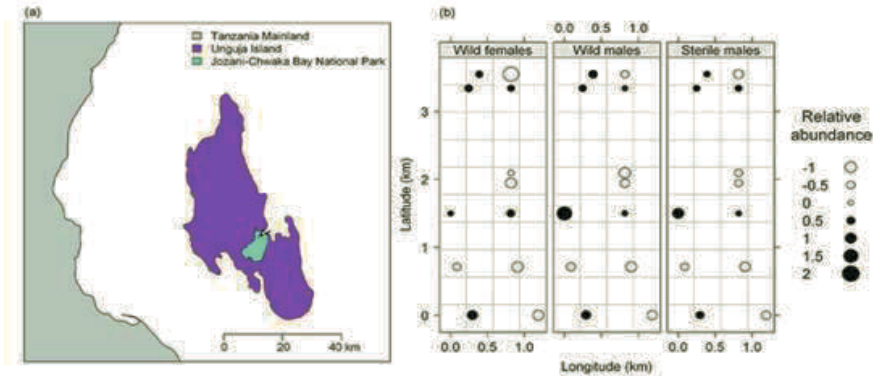 (a)
Tanzania Mainland
Unguja Island
Jozani-Chwaka Bay National Park
0 20 40 km
(b)
0.0 0.5 1.0
Wild females Wild males Sterile males
Latitude (km)
3
2
1
0
0.0 0.5 1.0 0.0 0.5 1.0
Longitude (km)
Relative
abundance
-1
-0.5
0
0.5
1
1.5
2